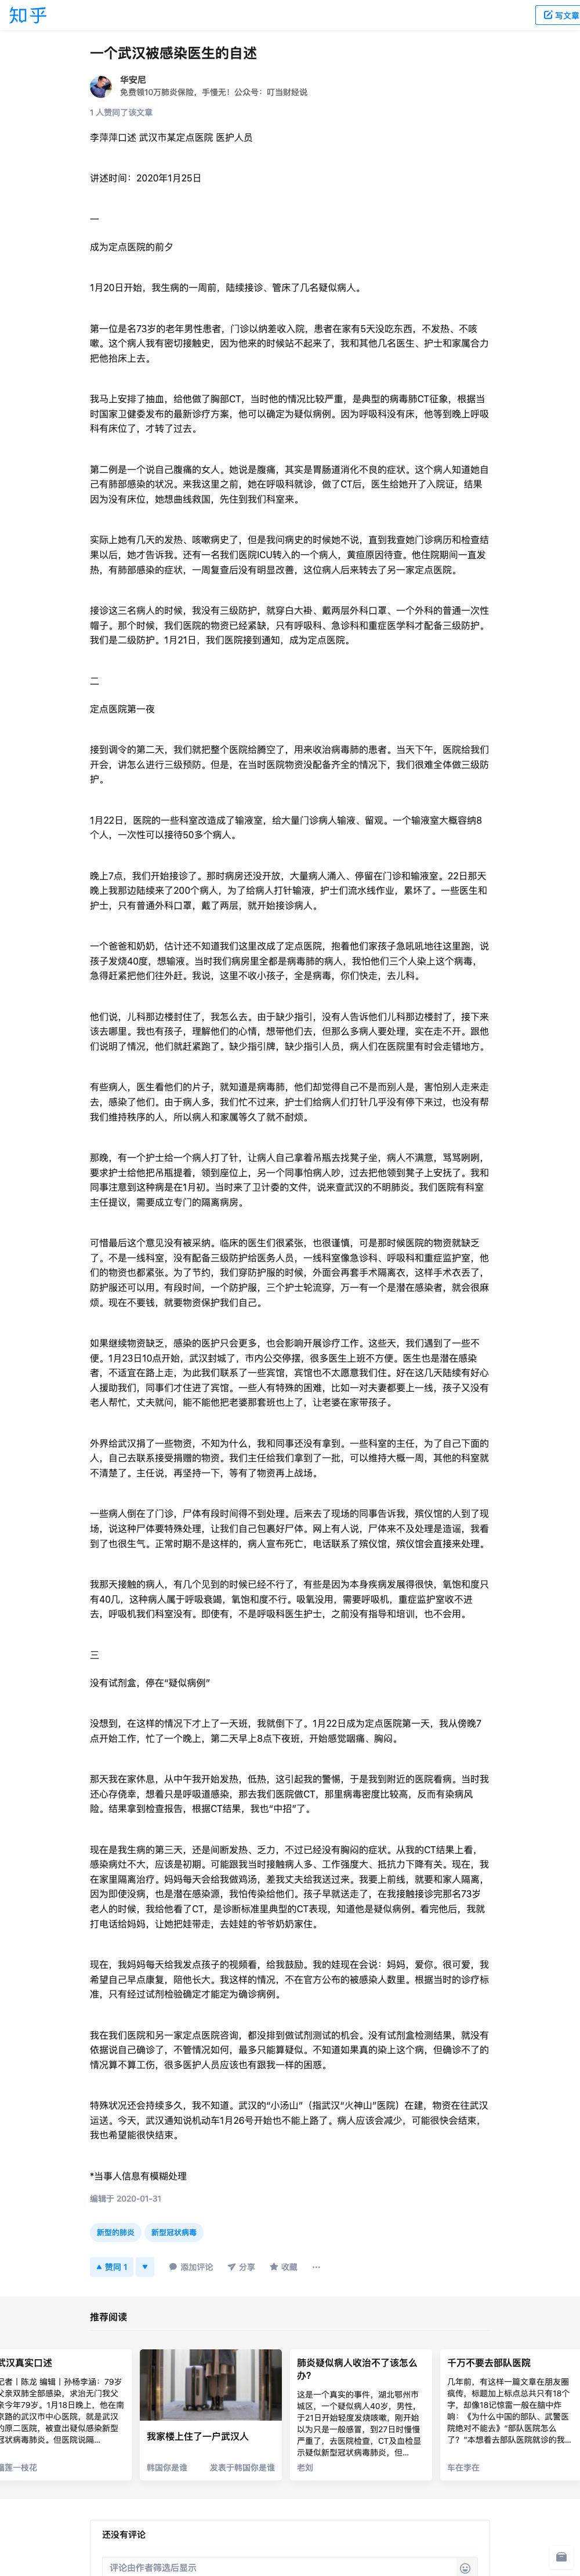 知乎
写文章
一个武汉被感染医生的自述
华安尼
免费领10万肺炎保险，手慢无！公众号：叮当财经说
1 人赞同了该文章
李萍萍口述 武汉市某定点医院 医护人员
讲述时间：2020年1月25日
一
成为定点医院的前夕
1月20日开始，我生病的一周前，陆续接诊、管床了几名疑似病人。
第一位是名73岁的老年男性患者，门诊以纳差收入院，患者在家有5天没吃东西，不发热、不咳
嗽。这个病人我有密切接触史，因为他来的时候站不起来了，我和其他几名医生、护士和家属合力
把他抬床上去。
我马上安排了抽血，给他做了胸部CT，当时他的情况比较严重，是典型的病毒肺CT征象，根据当
时国家卫健委发布的最新诊疗方案，他可以确定为疑似病例。因为呼吸科没有床，他等到晚上呼吸
科有床位了，才转了过去。
第二例是一个说自己腹痛的女人。她说是腹痛，其实是胃肠道消化不良的症状。这个病人知道她自
己有肺部感染的状况。来我这里之前，她在呼吸科就诊，做了CT后，医生给她开了入院证，结果
因为没有床位，她想曲线救国，先住到我们科室来。
实际上她有几天的发热、咳嗽病史了，但是我问病史的时候她不说，直到我查她门诊病历和检查结
果以后，她才告诉我。还有一名我们医院ICU转入的一个病人，黄疸原因待查。他住院期间一直发
热，有肺部感染的症状，一周复查后没有明显改善，这位病人后来转去了另一家定点医院。
接诊这三名病人的时候，我没有三级防护，就穿白大褂、戴两层外科口罩、一个外科的普通一次性
帽子。那个时候，我们医院的物资已经紧缺，只有呼吸科、急诊科和重症医学科才配备三级防护。
我们是二级防护。1月21日，我们医院接到通知，成为定点医院。
二
定点医院第一夜
接到调令的第二天，我们就把整个医院给腾空了，用来收治病毒肺的患者。当天下午，医院给我们
开会，讲怎么进行三级预防。但是，在当时医院物资没配备齐全的情况下，我们很难全体做三级防
护。
1月22日，医院的一些科室改造成了输液室，给大量门诊病人输液、留观。一个输液室大概容纳8
个人，一次性可以接待50多个病人。
晚上7点，我们开始接诊了。那时病房还没开放，大量病人涌入、停留在门诊和输液室。22日那天
晚上我那边陆续来了200个病人，为了给病人打针输液，护士们流水线作业，累坏了。一些医生和
护士，只有普通外科口罩，戴了两层，就开始接诊病人。
一个爸爸和奶奶，估计还不知道我们这里改成了定点医院，抱着他们家孩子急吼吼地往这里跑，说
孩子发烧40度，想输液。当时我们病房里全都是病毒肺的病人，我怕他们三个人染上这个病毒，
急得赶紧把他们往外赶。我说，这里不收小孩子，全是病毒，你们快走，去儿科。
他们说，儿科那边楼封住了，我怎么去。由于缺少指引，没有人告诉他们儿科那边楼封了，接下来
该去哪里。我也有孩子，理解他们的心情，想带他们去，但那么多病人要处理，实在走不开。跟他
们说明了情况，他们就赶紧跑了。缺少指引牌，缺少指引人员，病人们在医院里有时会走错地方。
有些病人，医生看他们的片子，就知道是病毒肺，他们却觉得自己不是而别人是，害怕别人走来走
去，感染了他们。由于病人多，我们忙不过来，护士们给病人们打针几乎没有停下来过，也没有帮
我们维持秩序的人，所以病人和家属等久了就不耐烦。
那晚，有一个护士给一个病人打了针，让病人自己拿着吊瓶去找凳子坐，病人不满意，骂骂咧咧，
要求护士给他把吊瓶提着，领到座位上，另一个同事怕病人吵，过去把他领到凳子上安抚了。我和
同事注意到这种病是在1月初。当时来了卫计委的文件，说来查武汉的不明肺炎。我们医院有科室
主任提议，需要成立专门的隔离病房。
可惜最后这个意见没有被采纳。临床的医生们很紧张，也很谨慎，可是那时候医院的物资就缺乏
了。不是一线科室，没有配备三级防护给医务人员，一线科室像急诊科、呼吸科和重症监护室，他
们的物资也都紧张。为了节约，我们穿防护服的时候，外面会再套手术隔离衣，这样手术衣丢了，
防护服还可以用。有段时间，一个防护服，三个护士轮流穿，万一有一个是潜在感染者，就会很麻
烦。现在不要钱，就要物资保护我们自己。
如果继续物资缺乏，感染的医护只会更多，也会影响开展诊疗工作。这些天，我们遇到了一些不
便。1月23日10点开始，武汉封城了，市内公交停摆，很多医生上班不方便。医生也是潜在感染
者，不适宜在路上走，为此我们联系了一些宾馆，宾馆也不太愿意我们住。好在这几天陆续有好心
人援助我们，同事们才住进了宾馆。一些人有特殊的困难，比如一对夫妻都要上一线，孩子又没有
老人帮忙，丈夫就问，能不能他把老婆那套班也上了，让老婆在家带孩子。
外界给武汉捐了一些物资，不知为什么，我和同事还没有拿到。一些科室的主任，为了自己下面的
人，自己去联系接受捐赠的物资。我们主任给我们拿到了一批，可以维持大概一周，其他的科室就
不清楚了。主任说，再坚持一下，等有了物资再上战场。
一些病人倒在了门诊，尸体有段时间得不到处理。后来去了现场的同事告诉我，殡仪馆的人到了现
场，说这种尸体要特殊处理，让我们自己包裹好尸体。网上有人说，尸体来不及处理是造谣，我看
到了也很生气。正常时期不是这样的，病人宣布死亡，电话联系了殡仪馆，殡仪馆会直接来处理。
我那天接触的病人，有几个见到的时候已经不行了，有些是因为本身疾病发展得很快，氧饱和度只
有40几，这种病人属于呼吸衰竭，氧饱和度不行。吸氧没用，需要呼吸机，重症监护室收不进
去，呼吸机我们科室没有。即使有，不是呼吸科医生护士，之前没有指导和培训，也不会用。
三
没有试剂盒，停在“疑似病例”
没想到，在这样的情况下才上了一天班，我就倒下了。1月22日成为定点医院第一天，我从傍晚7
点开始工作，忙了一个晚上，第二天早上8点下夜班，开始感觉咽痛、胸闷。
那天我在家休息，从中午我开始发热，低热，这引起我的警惕，于是我到附近的医院看病。当时我
还心存侥幸，想着只是呼吸道感染，那去我们医院做CT，那里病毒密度比较高，反而有染病风
险。结果拿到检查报告，根据CT结果，我也“中招”了。
现在是我生病的第三天，还是间断发热、乏力，不过已经没有胸闷的症状。从我的CT结果上看，
感染病灶不大，应该是初期。可能跟我当时接触病人多、工作强度大、抵抗力下降有关。现在，我
在家里隔离治疗。妈妈每天会给我做鸡汤，差我丈夫给我送过来。我要上前线，就要和家人隔离，
因为即使没病，也是潜在感染源，我怕传染给他们。孩子早就送走了，在我接触接诊完那名73岁
老人的时候，我给他看了CT，是诊断标准里典型的CT表现，知道他是疑似病例。看完他后，我就
打电话给妈妈，让她把娃带走，去娃娃的爷爷奶奶家住。
现在，我妈妈每天给我发点孩子的视频看，给我鼓励。我的娃现在会说：妈妈，爱你。很可爱，我
希望自己早点康复，陪他长大。我这样的情况，不在官方公布的被感染人数里。根据当时的诊疗标
准，只有经过试剂检验确定才能定为确诊病例。
我在我们医院和另一家定点医院咨询，都没排到做试剂测试的机会。没有试剂盒检测结果，就没有
依据说自己确诊了，不管情况如何，最多只能算疑似。不知道如果真的染上这个病，但确诊不了的
情况算不算工伤，很多医护人员应该也有跟我一样的困惑。
特殊状况还会持续多久，我不知道。武汉的“小汤山”（指武汉“火神山”医院）在建，物资在往武汉
运送。今天，武汉通知说机动车1月26号开始也不能上路了。病人应该会减少，可能很快会结束，
我也希望能很快结束。
*当事人信息有模糊处理
编辑于 2020-01-31
新型的肺炎 新型冠状病毒
赞同 1 添加评论 分享 收藏
推荐阅读
武汉真实口述
记者丨陈龙 编辑丨孙杨李涵：79岁
父亲双肺全部感染，求治无门我父
亲今年79岁。1月18日晚上，他在南
京路的武汉市中心医院，就是武汉
的原二医院，被查出疑似感染新型
冠状病毒肺炎。但医院说隔...
榴莲一枝花
我家楼上住了一户武汉人
韩国你是谁 发表于韩国你是谁
肺炎疑似病人收治不了该怎么
办？
这是一个真实的事件，湖北鄂州市
城区，一个疑似病人40岁，男性，
于21日开始轻度发烧咳嗽，刚开始
以为只是一般感冒，到27日时慢慢
严重了，去医院检查，CT及血检显
示疑似新型冠状病毒肺炎，但...
老刘
千万不要去部队医院
几年前，有这样一篇文章在朋友圈
疯传，标题加上标点总共只有18个
字，却像18记惊雷一般在脑中炸
响：《为什么中国的部队、武警医
院绝对不能去》“部队医院怎么
了？”本想着去部队医院就诊的我...
车在李在
还没有评论
评论由作者筛选后显示